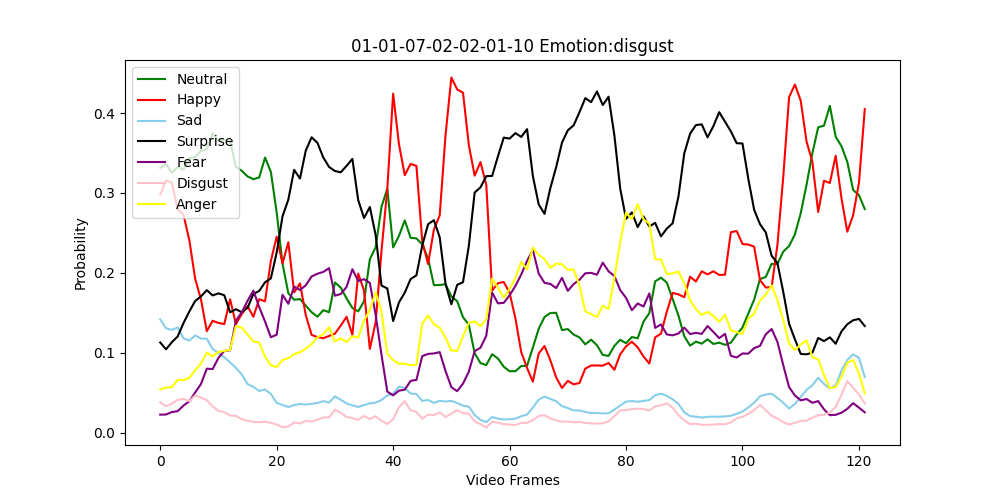 01-01-07-02-02-01-10 Emotion:disgust
Neutral
Happy
Sad
Surprise
Fear
Disgust
Anger
Probability
0.4
0.3
0.2
0.1
0.0
0 20 40 60 80 100 120
Video Frames